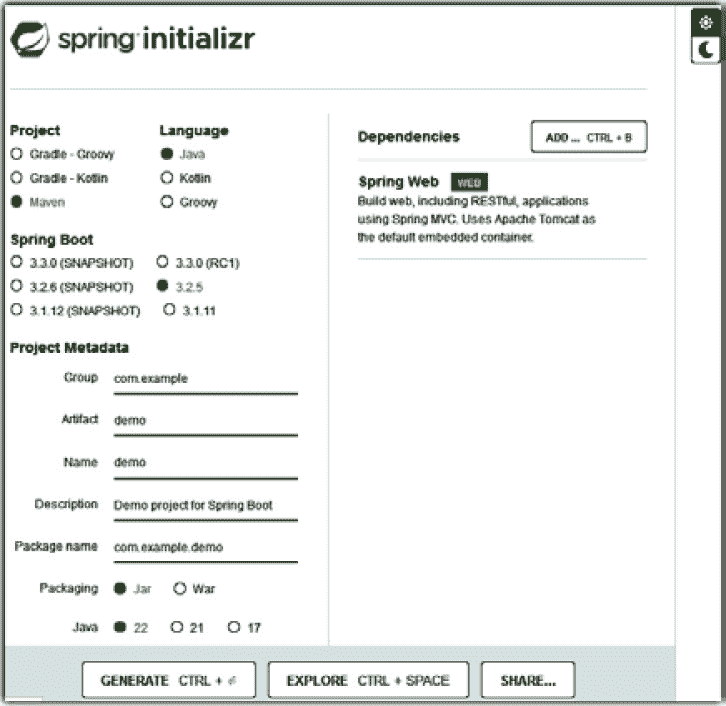 spring initializr
Project
Gradle - Groovy
Gradle - Kotlin
Maven
Language
Java
Kotlin
Groovy
Spring Boot
3.3.0 (SNAPSHOT) 3.3.0 (RC1)
3.2.6 (SNAPSHOT) 3.2.5
3.1.12 (SNAPSHOT) 3.1.11
Project Metadata
Group com.example
Artifact demo
Name demo
Description Demo project for Spring Boot
Package name com.example.demo
Packaging Jar War
Java 22 21 17
Dependencies
ADD ... CTRL + B
Spring Web WEB
Build web, including RESTful, applications
using Spring MVC. Uses Apache Tomcat as
the default embedded container.
GENERATE CTRL + ⏎
EXPLORE CTRL + SPACE
SHARE...